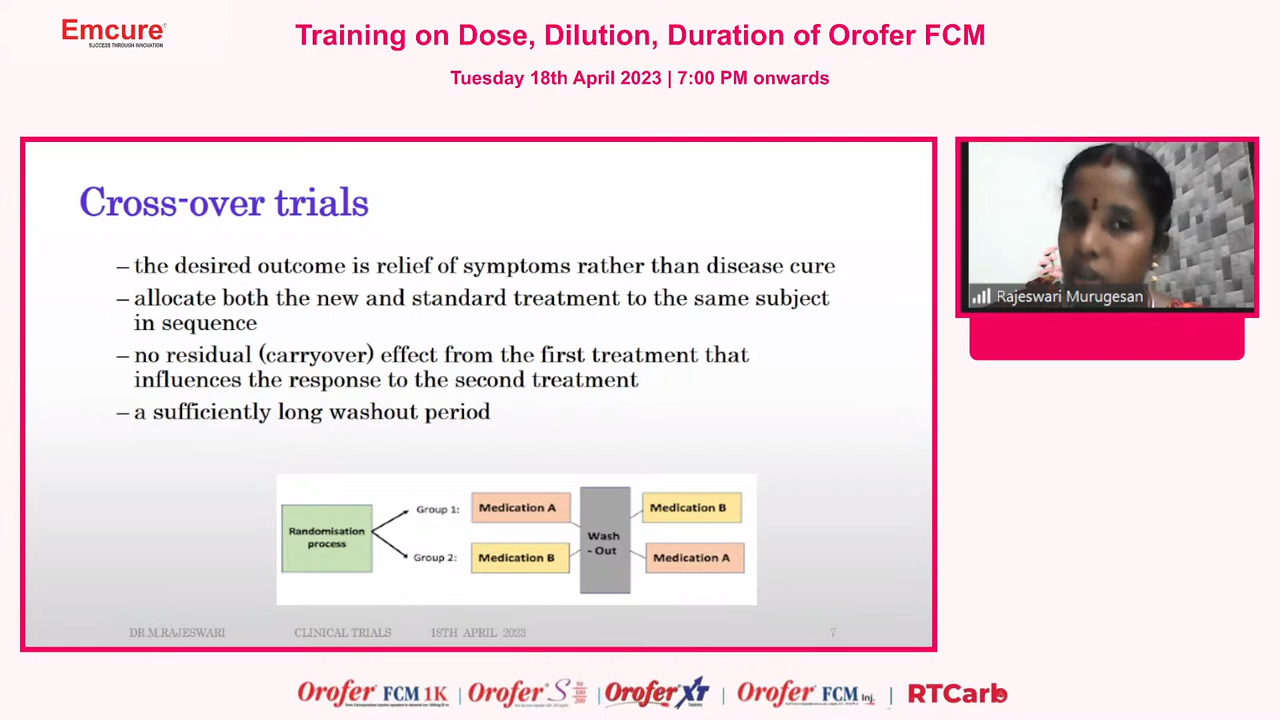 Emcure
SUCCESS THROUGH INNOVATION
Training on Dose, Dilution, Duration of Orofer FCM
Tuesday 18th April 2023 | 7:00 PM onwards
Cross-over trials
– the desired outcome is relief of symptoms rather than disease cure
– allocate both the new and standard treatment to the same subject
in sequence
– no residual (carryover) effect from the first treatment that
influences the response to the second treatment
– a sufficiently long washout period
Randomisation
process
Group 1:
Medication A
Group 2:
Medication B
Wash
- Out
Medication B
Medication A
DR.M.RAJESWARI CLINICAL TRIALS 18TH APRIL 2023 7
Rajeswari Murugesan
Orofer FCM 1K | Orofer S 50 100 200 | Orofer XT | Orofer FCM Inj. | RTCarb